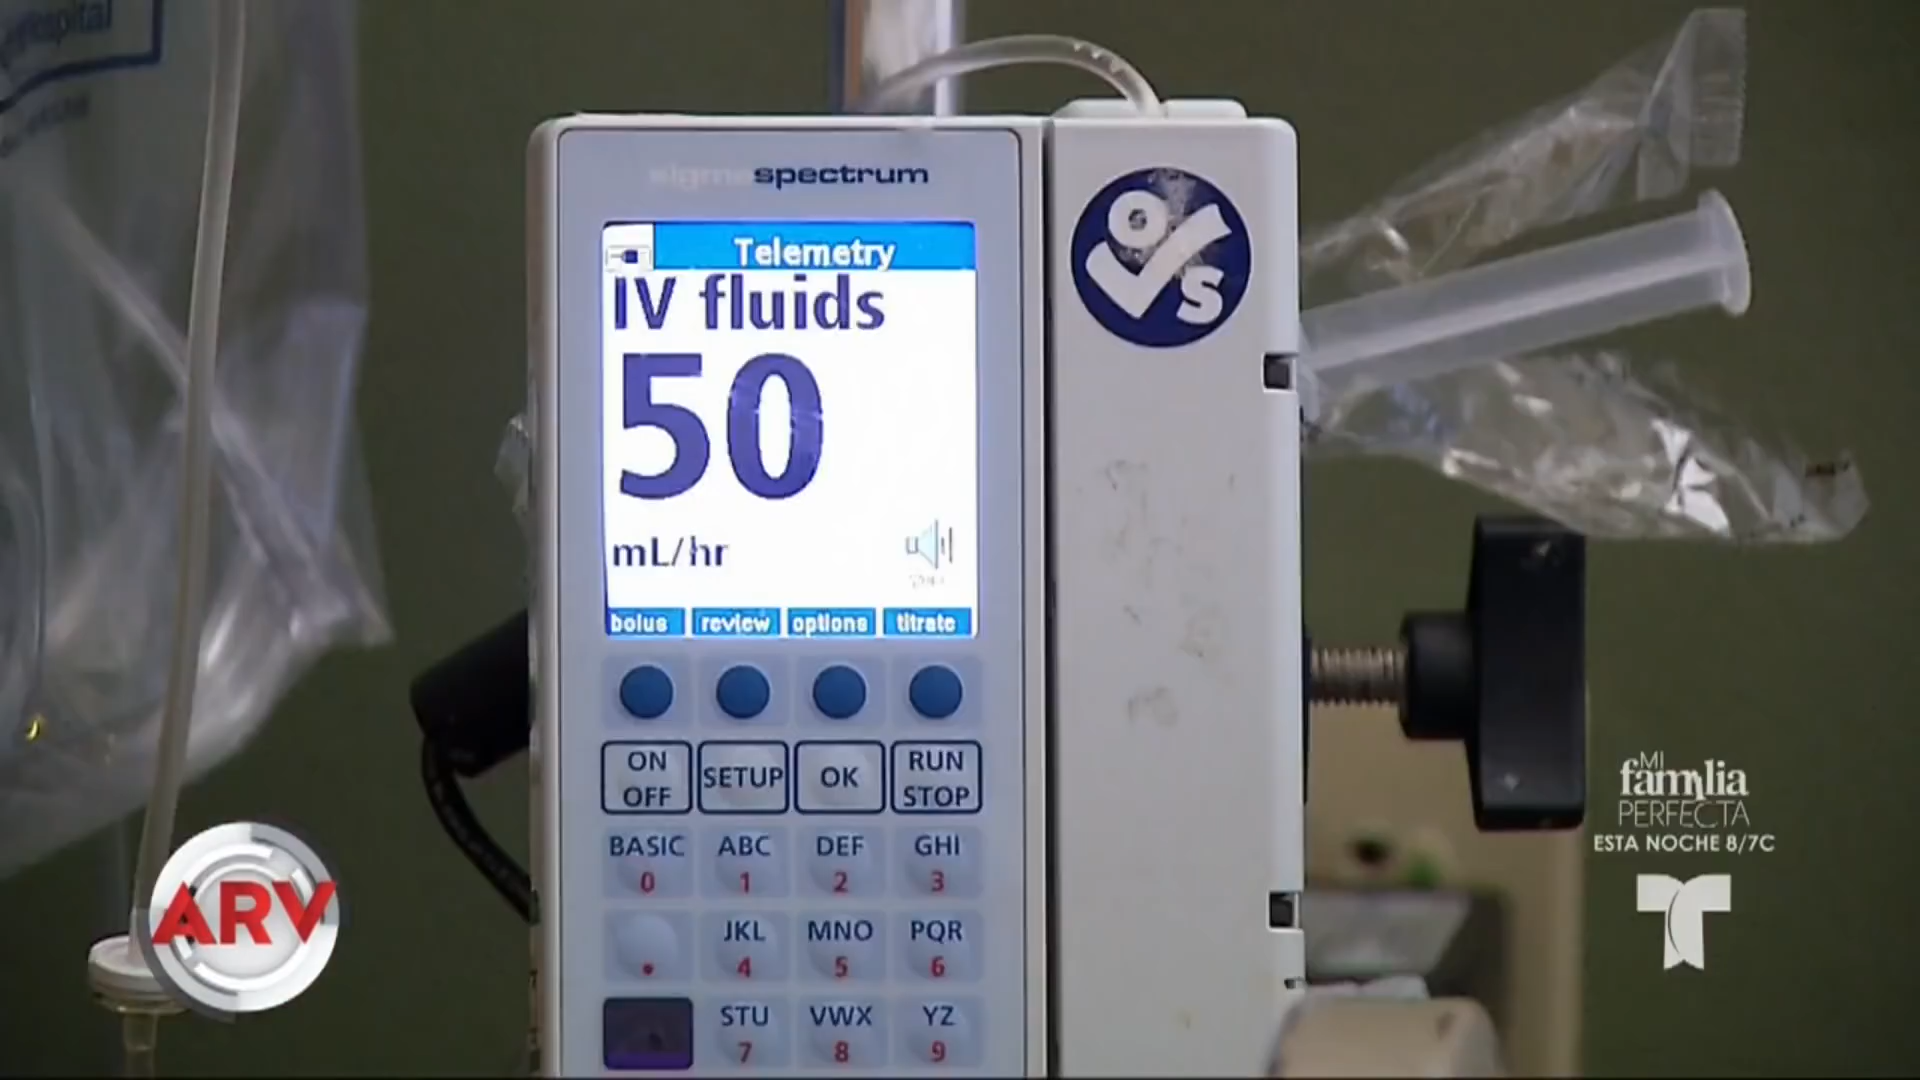 spital
sigmaspectrum
Telemetry
IV fluids
50
mL/hr
bolus review options titrate
ON OFF
SETUP
OK
RUN STOP
BASIC 0
ABC 1
DEF 2
GHI 3
.
JKL 4
MNO 5
PQR 6
STU 7
VWX 8
YZ 9
O
S
ARV
MI
familia
PERFECTA
ESTA NOCHE 8/7C
T